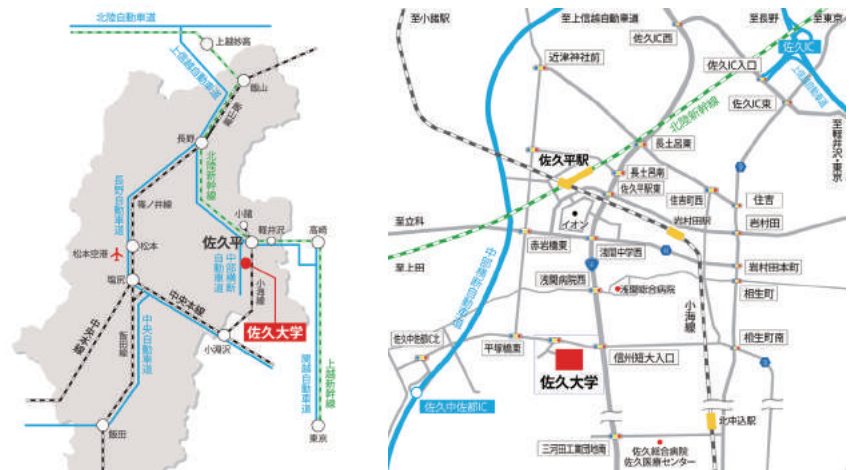 北陸自動車道
上信越自動車道
上越妙高
飯山
飯山線
長野
北陸新幹線
長野自動車道
篠ノ井線
小諸
軽井沢
高崎
佐久平
松本
松本空港
中部横断
自動車道
小海線
塩尻
佐久大学
中央本線
中央本線
飯田線
中央自動車道
小淵沢
関越自動車道
上越新幹線
飯田
東京
至小諸駅
至上信越自動車道
至長野
至東京
佐久IC西
佐久IC
近津神社前
佐久IC入口
上信越自動車道
佐久IC東
北陸新幹線
至軽井沢・東京
長土呂東
佐久平駅
長土呂南
佐久平駅東
住吉町西
住吉
イオン
岩村田駅
岩村田
至立科
赤岩橋東
浅間中学西
至上田
中部横断自動車道
浅間病院西
岩村田本町
浅間総合病院
相生町
小海線
佐久中佐都IC北
平塚橋東
信州短大入口
相生町南
佐久大学
佐久中佐都IC
北中込駅
三河田工業団地南
佐久総合病院
佐久医療センター